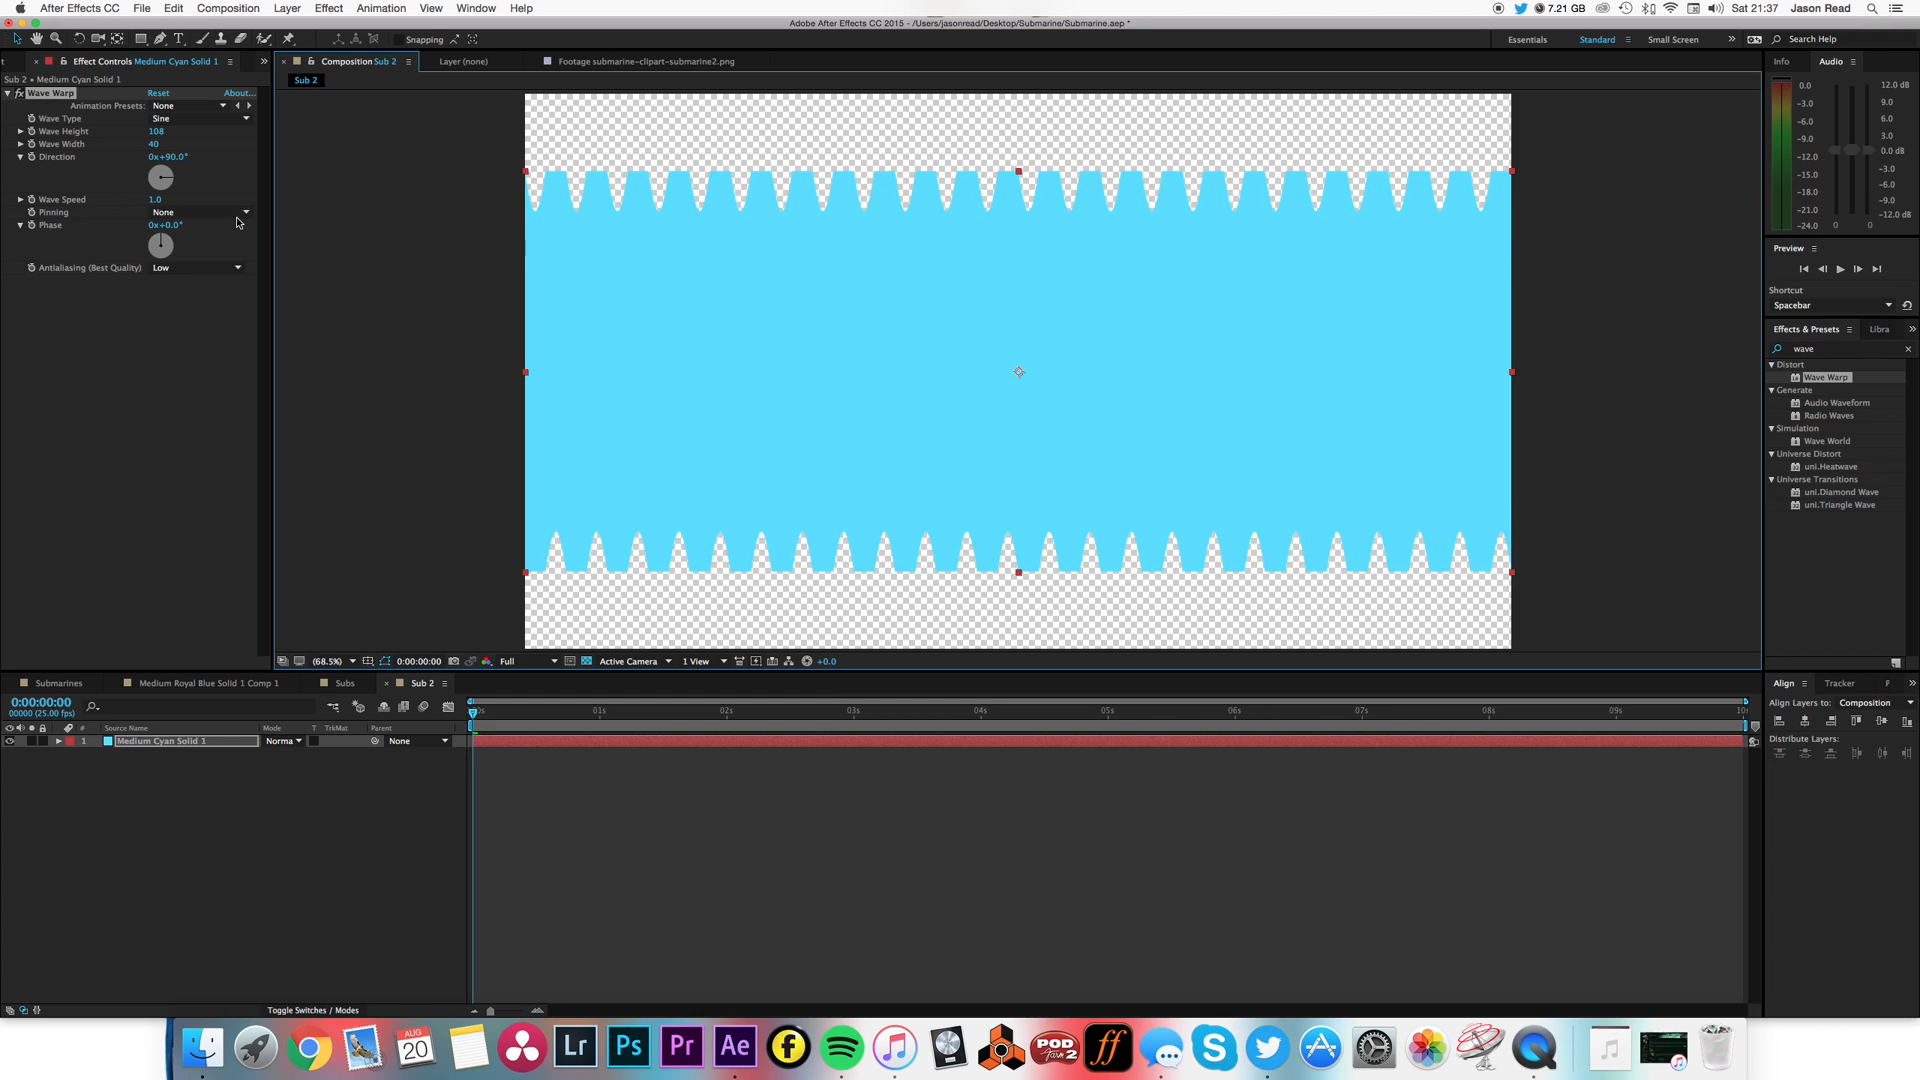 After Effects CC File Edit Composition Layer Effect Animation View Window Help 7.21 GB Sat 21:37 Jason Read
Adobe After Effects CC 2015 - /Users/jasonread/Desktop/Submarine/Submarine.aep *
Snapping Essentials Standard Small Screen Search Help
Effect Controls Medium Cyan Solid 1 Composition Sub 2 Layer (none) Footage submarine-clipart-submarine2.png Info Audio
Sub 2 • Medium Cyan Solid 1
Sub 2
fx Wave Warp Reset About...
Animation Presets: None
Wave Type Sine
Wave Height 108
Wave Width 40
Direction 0x+90.0°
Wave Speed 1.0
Pinning None
Phase 0x+0.0°
Antialiasing (Best Quality) Low
0.0 12.0 dB
-3.0 9.0
-6.0 6.0
-9.0 3.0
-12.0 0.0 dB
-15.0 -3.0
-18.0 -6.0
-21.0 -9.0
-24.0 0 0 -12.0 dB
Preview
Shortcut
Spacebar
Effects & Presets Libra
wave
Distort
Wave Warp
Generate
Audio Waveform
Radio Waves
Simulation
Wave World
Universe Distort
uni.Heatwave
Universe Transitions
uni.Diamond Wave
uni.Triangle Wave
(68.5%) 0:00:00:00 Full Active Camera 1 View +0.0
Submarines Medium Royal Blue Solid 1 Comp 1 Subs Sub 2
0:00:00:00
00000 (25.00 fps)
0s 01s 02s 03s 04s 05s 06s 07s 08s 09s 10s
# Source Name Mode T TrkMat Parent
1 Medium Cyan Solid 1 Norma None
Toggle Switches / Modes
Align Tracker F
Align Layers to: Composition
Distribute Layers:
AUG
20
Lr Ps Pr Ae f POD Farm 2 ff